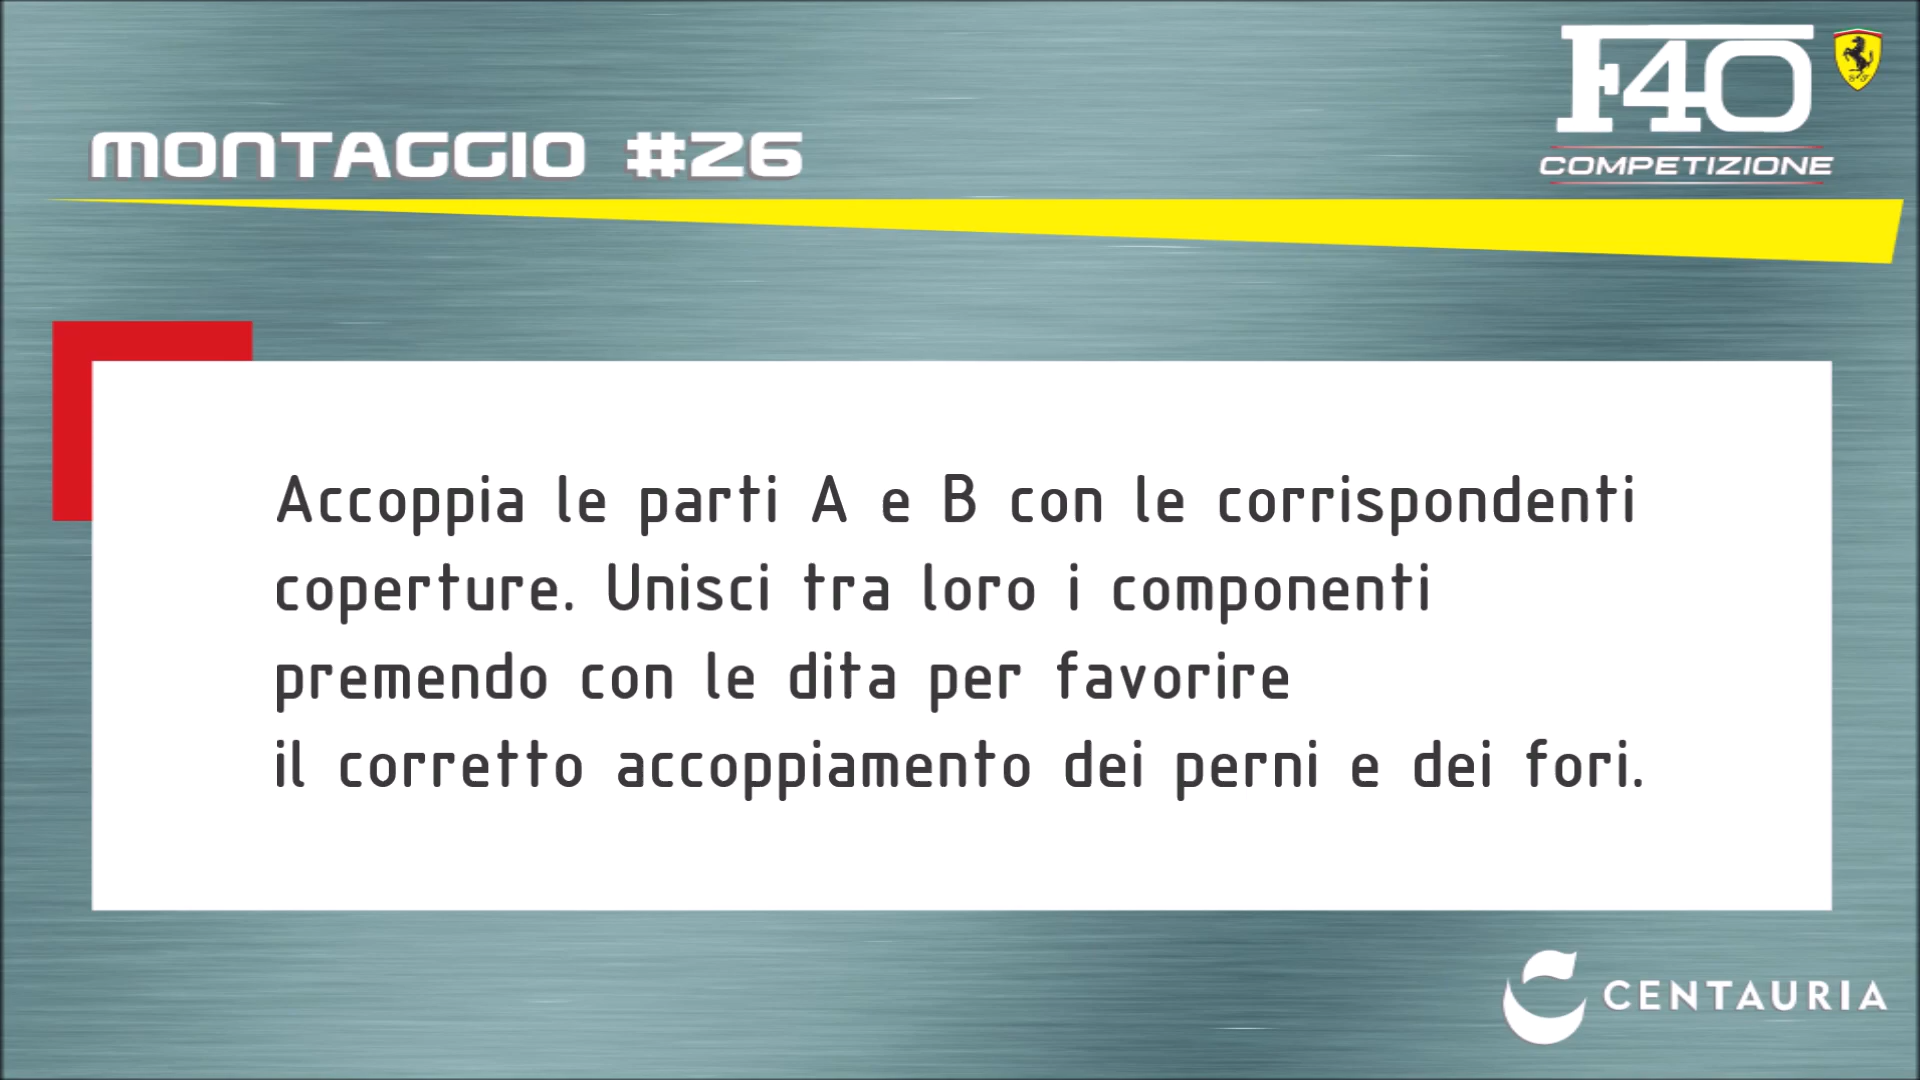 F40
COMPETIZIONE
MONTAGGIO #26
Accoppia le parti A e B con le corrispondenti
coperture. Unisci tra loro i componenti
premendo con le dita per favorire
il corretto accoppiamento dei perni e dei fori.
CENTAURIA